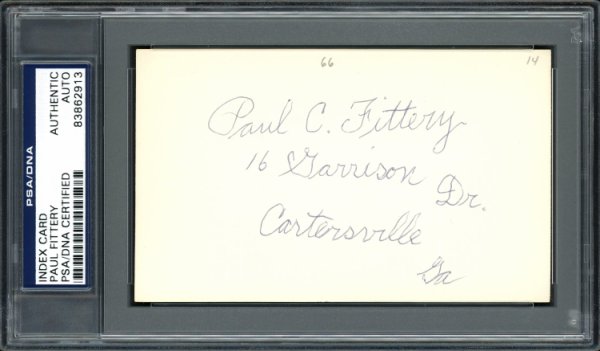 PSA/DNA
INDEX CARD
PAUL FITTERY
PSA/DNA CERTIFIED
AUTHENTIC
AUTO
83862913
66
14
Paul C. Fittery
16 Garrison Dr.
Cartersville
Ga